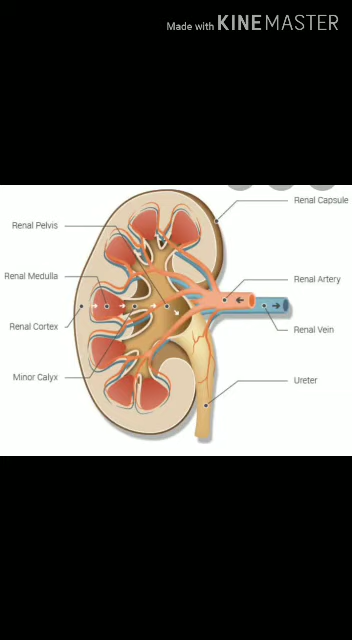 Made with KINEMASTER
Renal Capsule
Renal Pelvis
Renal Medulla
Renal Artery
Renal Cortex
Renal Vein
Minor Calyx
Ureter